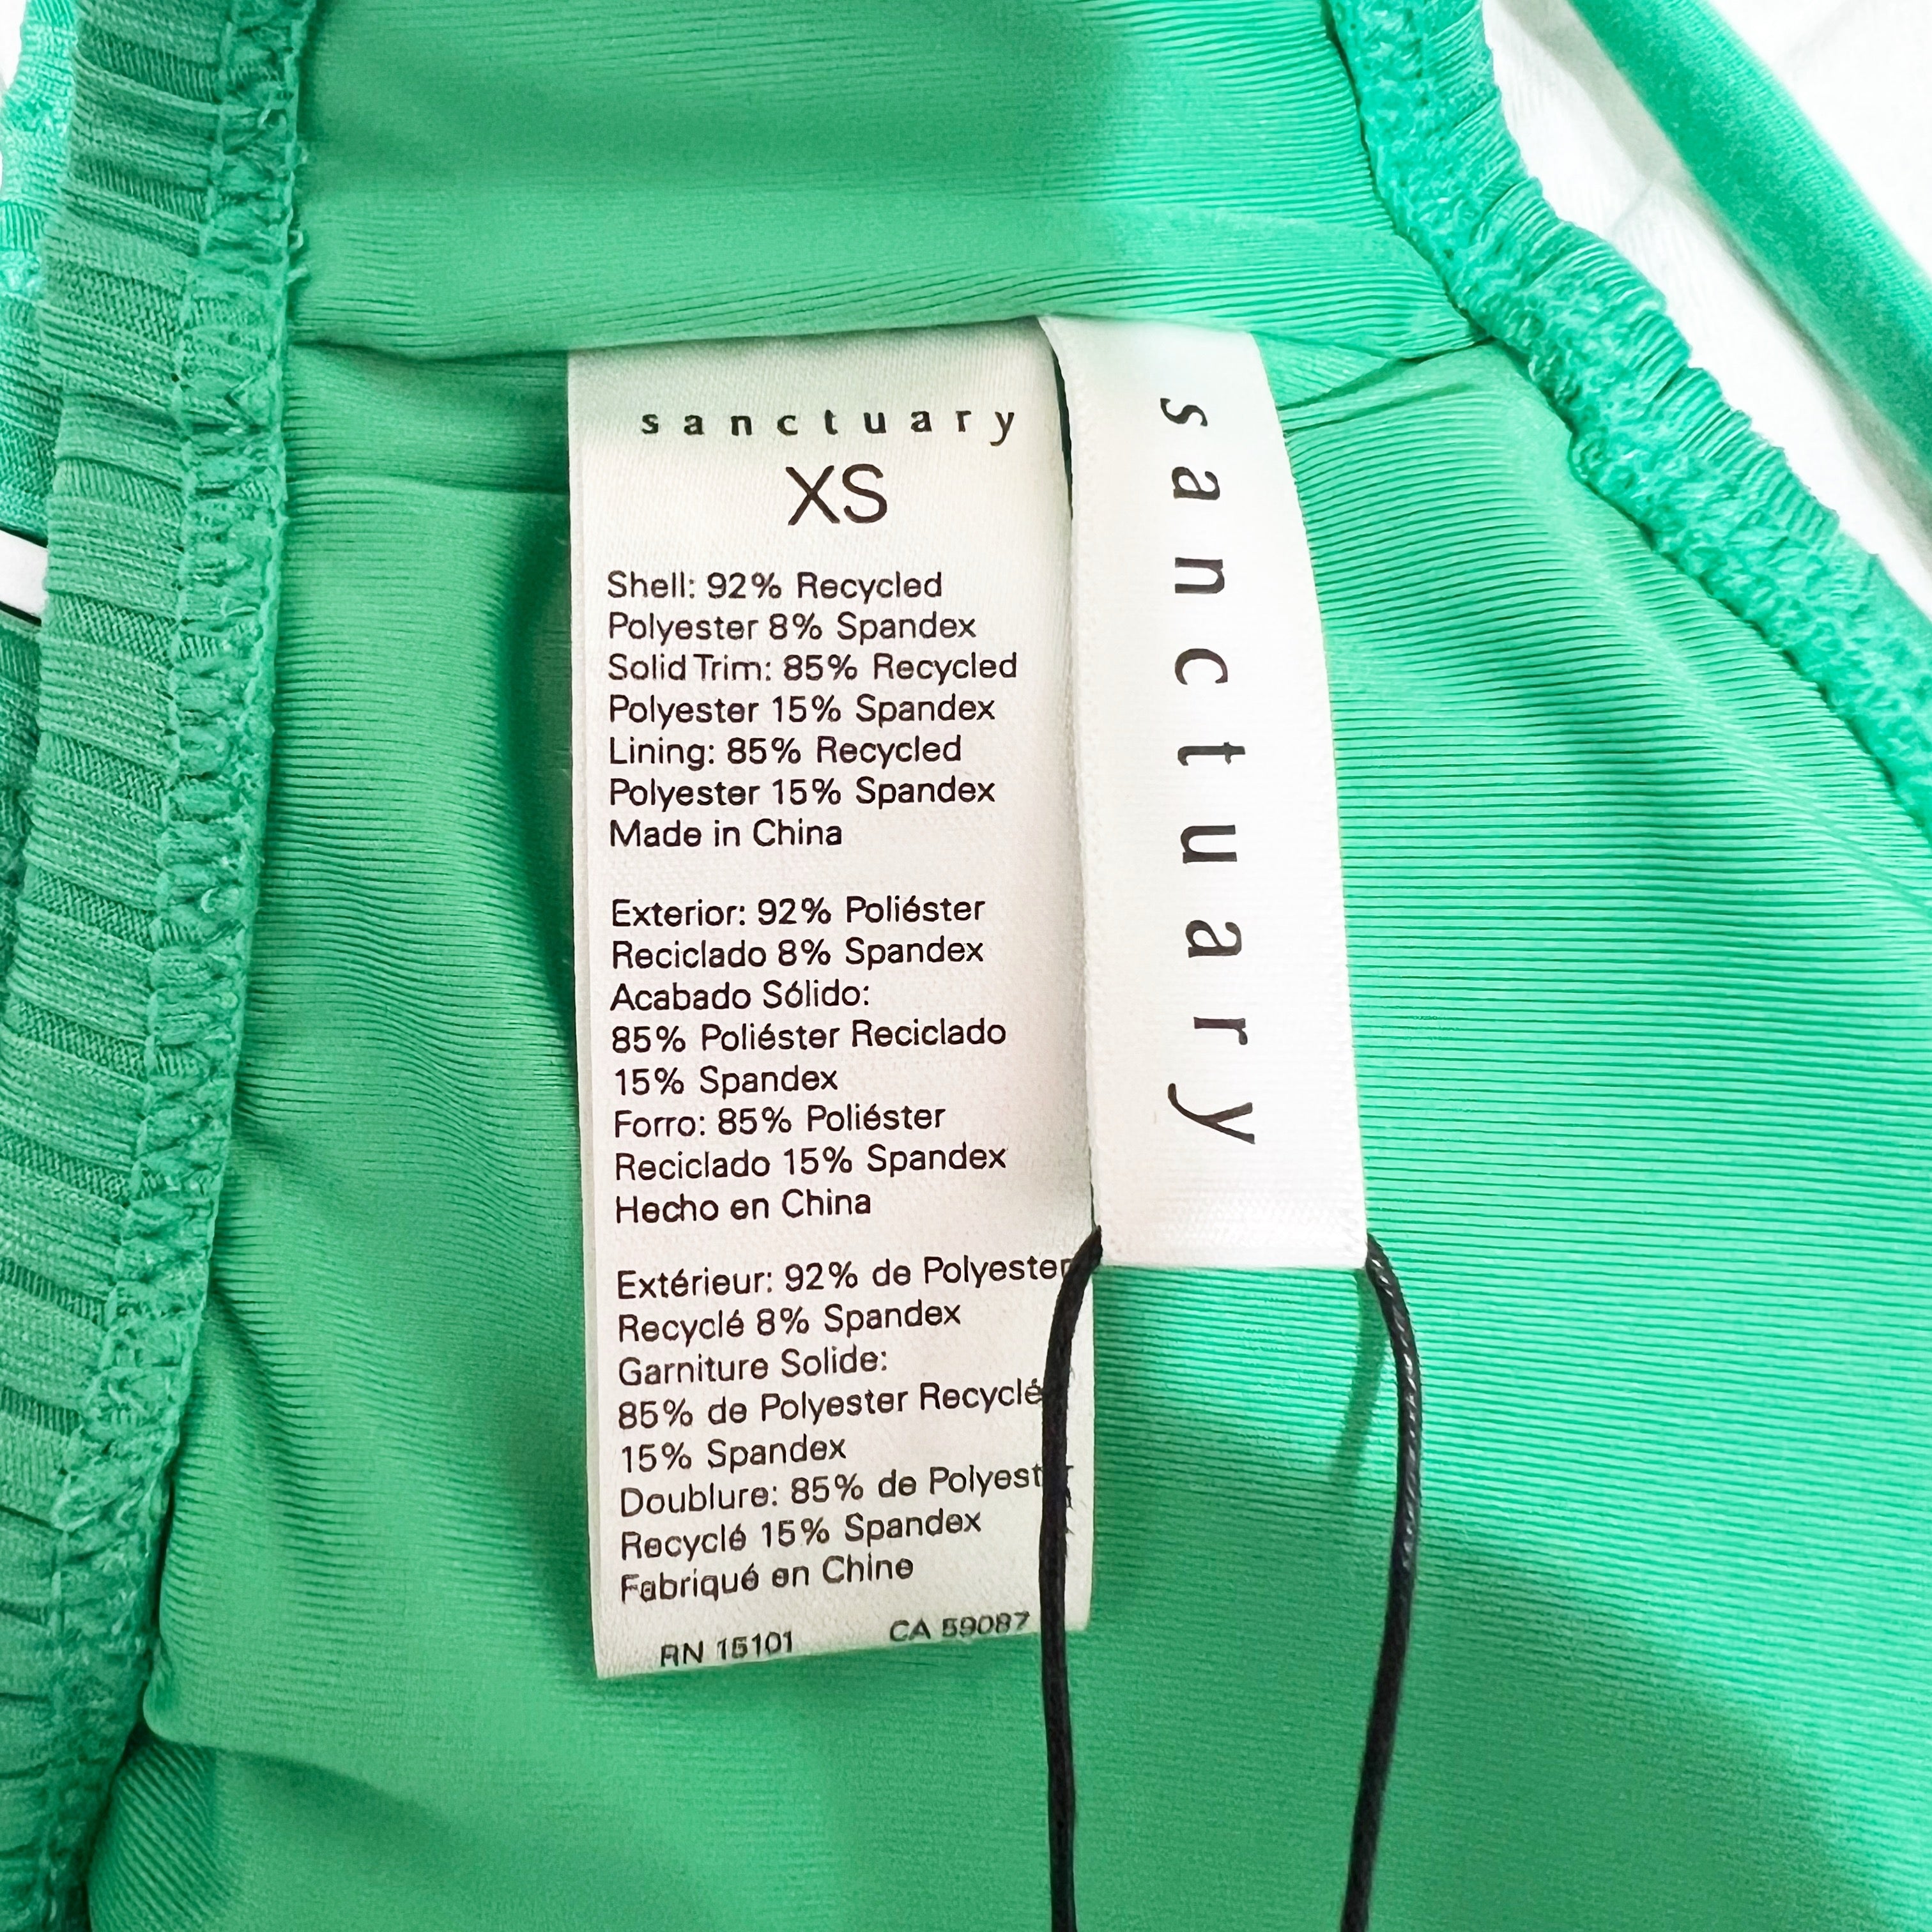 sanctuary
XS
Shell: 92% Recycled
Polyester 8% Spandex
Solid Trim: 85% Recycled
Polyester 15% Spandex
Lining: 85% Recycled
Polyester 15% Spandex
Made in China
Exterior: 92% Poliéster
Reciclado 8% Spandex
Acabado Sólido:
85% Poliéster Reciclado
15% Spandex
Forro: 85% Poliéster
Reciclado 15% Spandex
Hecho en China
Extérieur: 92% de Polyester
Recyclé 8% Spandex
Garniture Solide:
85% de Polyester Recyclé
15% Spandex
Doublure: 85% de Polyester
Recyclé 15% Spandex
Fabriqué en Chine
RN 15101 CA 59087
sanctuary